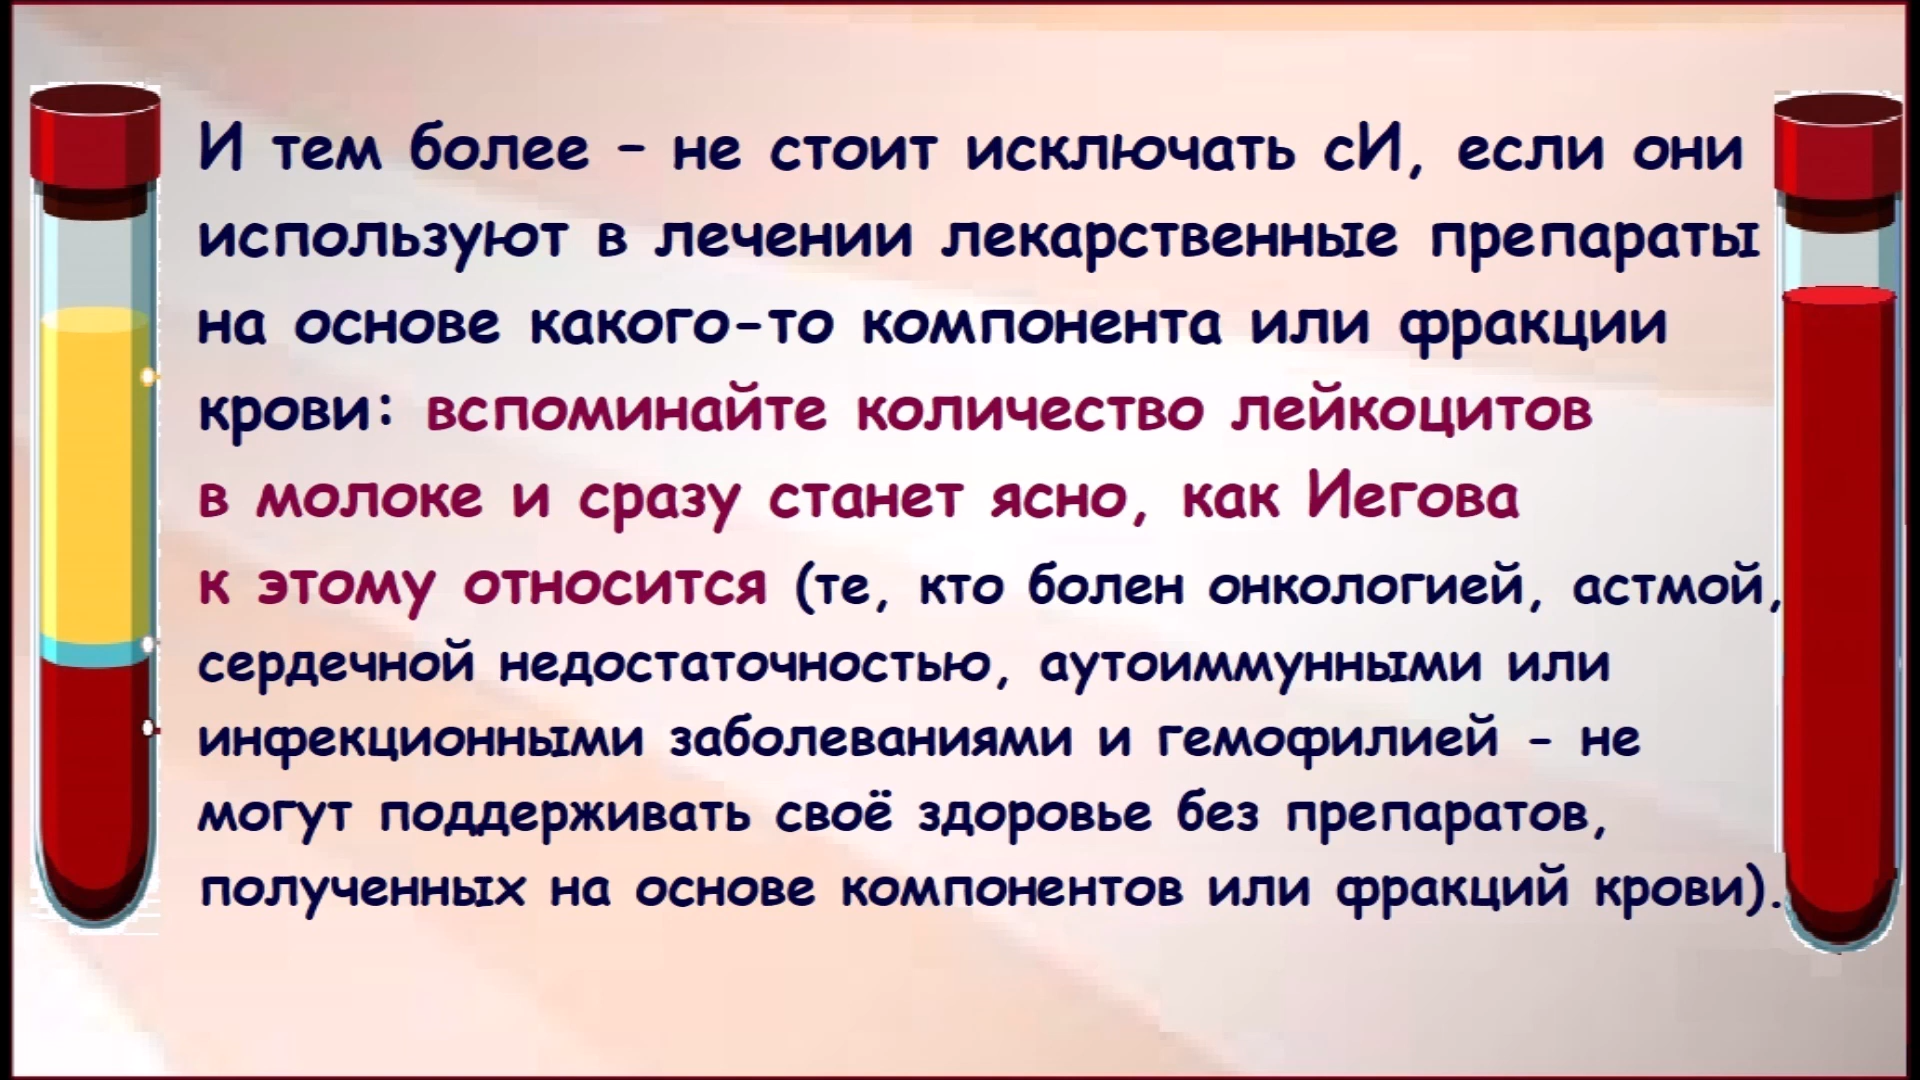 И тем более – не стоит исключать сИ, если они
используют в лечении лекарственные препараты
на основе какого-то компонента или фракции
крови: вспоминайте количество лейкоцитов
в молоке и сразу станет ясно, как Иегова
к этому относится (те, кто болен онкологией, астмой,
сердечной недостаточностью, аутоиммунными или
инфекционными заболеваниями и гемофилией - не
могут поддерживать своё здоровье без препаратов,
полученных на основе компонентов или фракций крови).